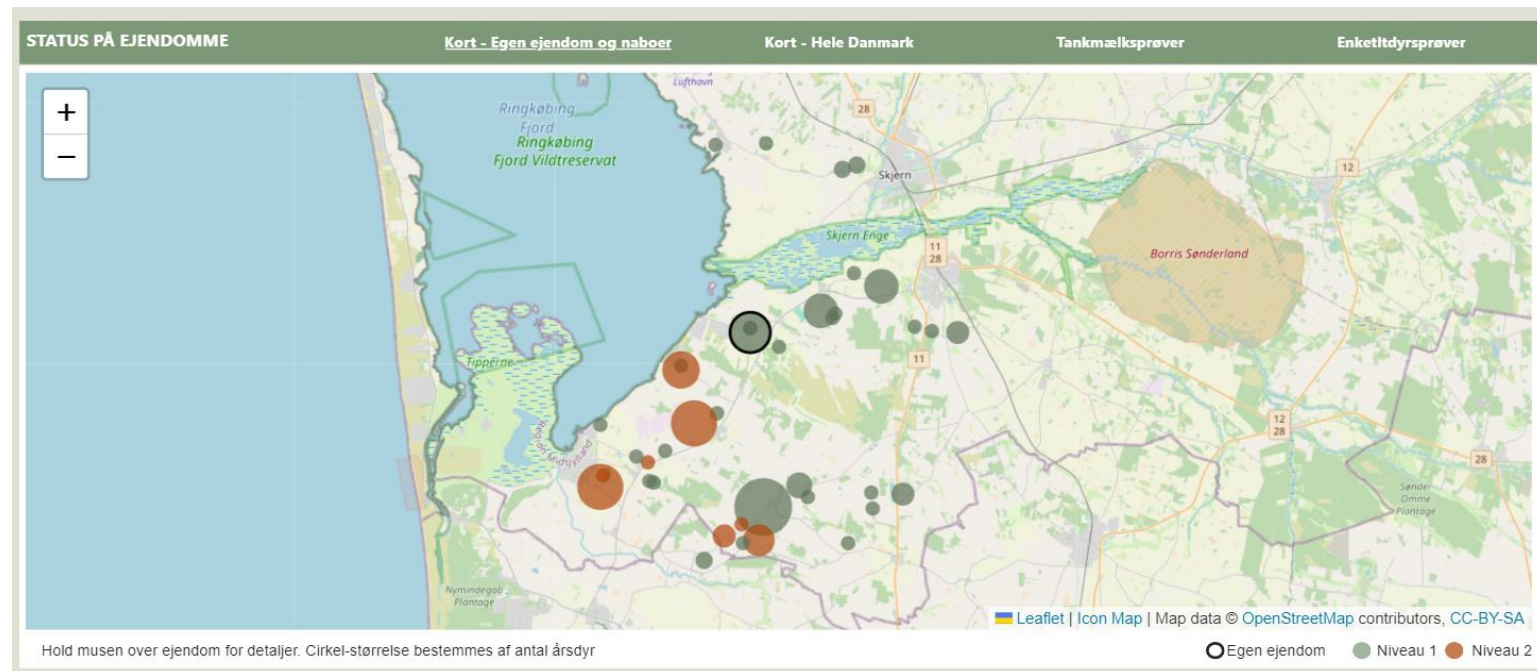 STATUS PÅ EJENDOMME Kort - Egen ejendom og naboer Kort - Hele Danmark Tankmælksprøver Enketltdyrsprøver
+
−
Lufthavn
Ringkøbing
Fjord
Ringkøbing
Fjord Vildtreservat
28
Skjern
12
Skjern Enge
11
28
Borris Sønderland
Tipperne
11
12
28
Region Midtjylland
28
Sønder
Omme
Plantage
Nymindegab
Plantage
Leaflet | Icon Map | Map data © OpenStreetMap contributors, CC-BY-SA
Hold musen over ejendom for detaljer. Cirkel-størrelse bestemmes af antal årsdyr
Egen ejendom Niveau 1 Niveau 2